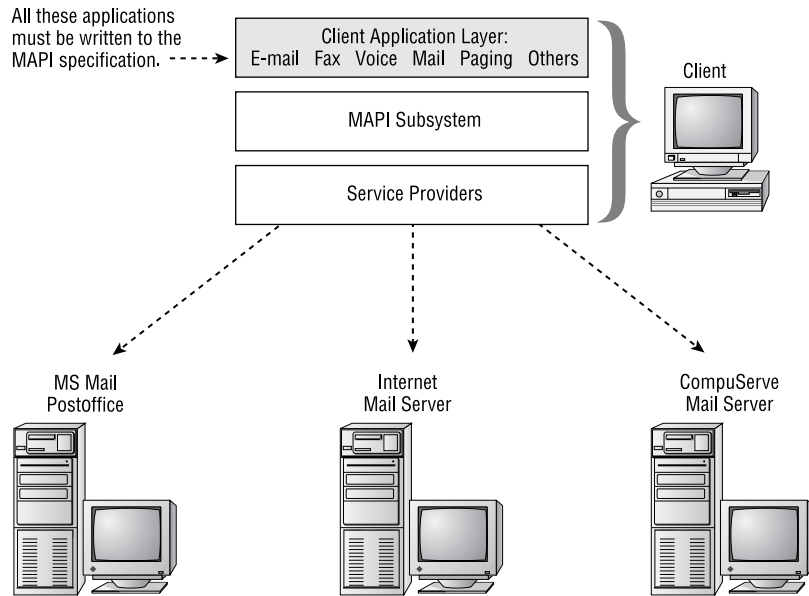 All these applications
must be written to the
MAPI specification.
Client Application Layer:
E-mail Fax Voice Mail Paging Others
Client
MAPI Subsystem
Service Providers
MS Mail
Postoffice
Internet
Mail Server
CompuServe
Mail Server